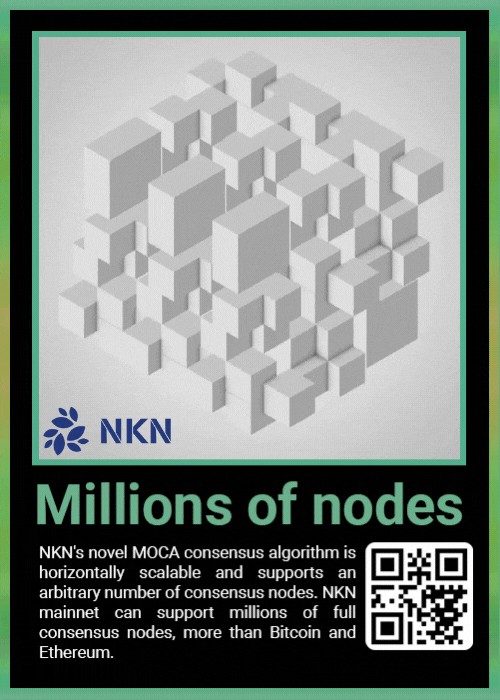 NKN
Millions of nodes
NKN's novel MOCA consensus algorithm is
horizontally scalable and supports an
arbitrary number of consensus nodes. NKN
mainnet can support millions of full
consensus nodes, more than Bitcoin and
Ethereum.